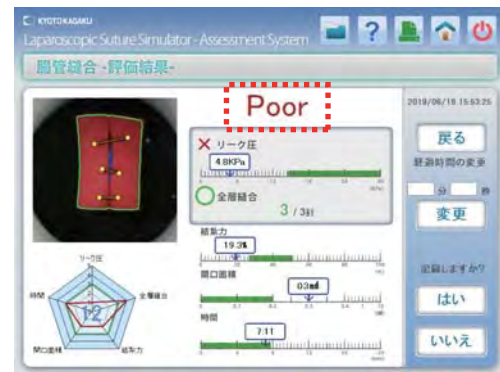 KYOTO KAGAKU
Laparoscopic Suture Simulator - Assessment System
腸管縫合 -評価結果-
Poor
2019/06/18 15:53:25
リーク圧
4.8KPa
全層縫合
3 / 3針
結紮力
19.3%
開口面積
時間
7:11
リーク圧
全層縫合
結紮力
開口面積
時間
12
戻る
経過時間の変更
分 秒
変更
記録しますか?
はい
いいえ